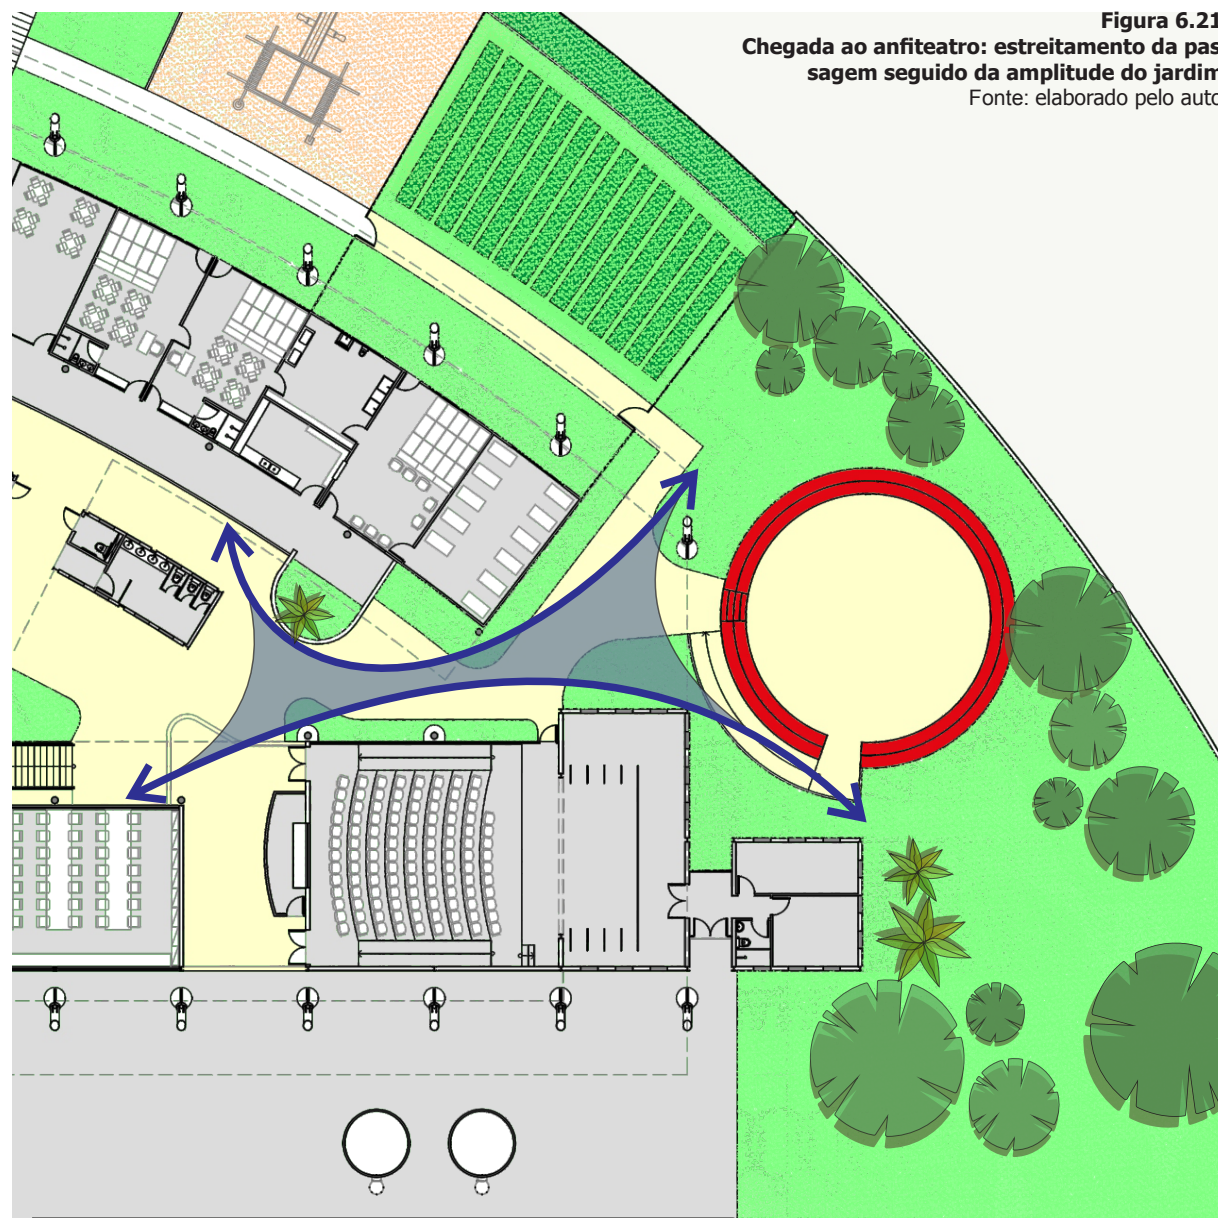 Figura 6.21
Chegada ao anfiteatro: estreitamento da pas
sagem seguido da amplitude do jardim
Fonte: elaborado pelo auto